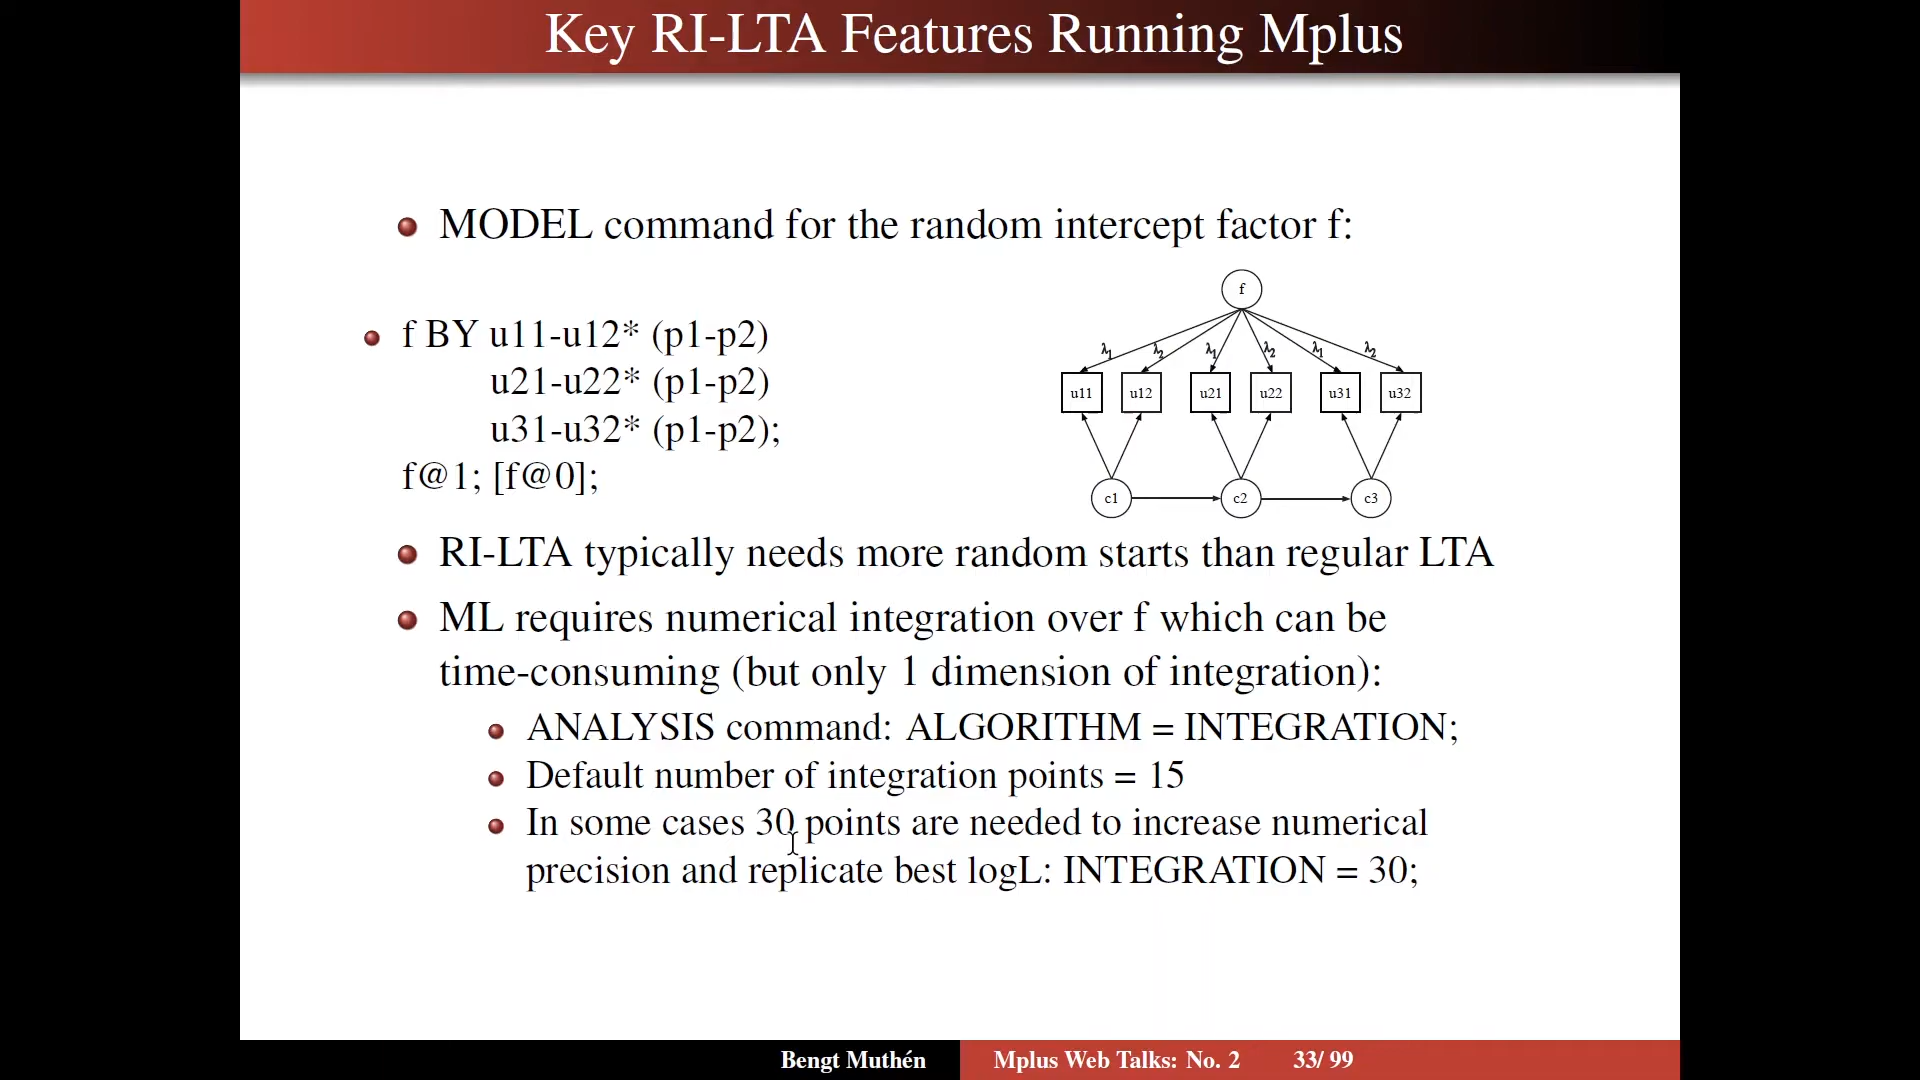 Key RI-LTA Features Running Mplus
MODEL command for the random intercept factor f:
f BY u11-u12* (p1-p2)
u21-u22* (p1-p2)
u31-u32* (p1-p2);
f@1; [f@0];
f
λ1 λ2 λ1 λ2 λ1 λ2
u11 u12 u21 u22 u31 u32
c1 c2 c3
RI-LTA typically needs more random starts than regular LTA
ML requires numerical integration over f which can be
time-consuming (but only 1 dimension of integration):
ANALYSIS command: ALGORITHM = INTEGRATION;
Default number of integration points = 15
In some cases 30 points are needed to increase numerical
precision and replicate best logL: INTEGRATION = 30;
Bengt Muthén Mplus Web Talks: No. 2 33/ 99